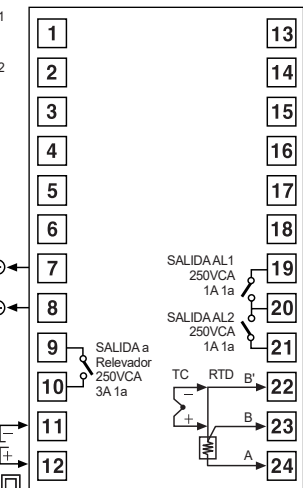 1
2
1
13
2
14
3
15
4
16
5
17
6
18
7
SALIDA AL1
250VCA
1A 1a
19
8
20
SALIDA AL2
250VCA
1A 1a
21
9
SALIDA a
Relevador
250VCA
3A 1a
10
TC RTD B'
22
11
B
23
12
A
24
− +
− +